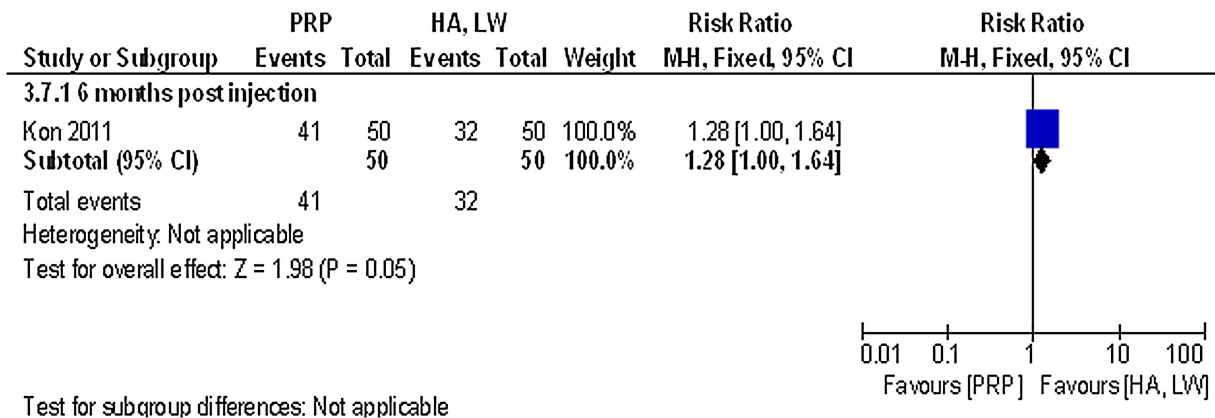 PRP HA, LW Risk Ratio Risk Ratio
Study or Subgroup Events Total Events Total Weight M-H, Fixed, 95% CI M-H, Fixed, 95% CI
3.7.1 6 months post injection
Kon 2011 41 50 32 50 100.0% 1.28 [1.00, 1.64]
Subtotal (95% CI) 50 50 100.0% 1.28 [1.00, 1.64]
Total events 41 32
Heterogeneity: Not applicable
Test for overall effect: Z = 1.98 (P = 0.05)
0.01 0.1 1 10 100
Favours [PRP] Favours [HA, LW]
Test for subgroup differences: Not applicable